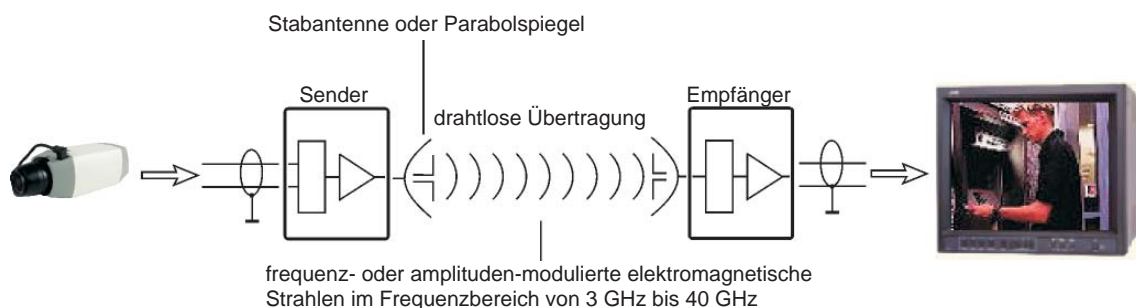 Stabantenne oder Parabolspiegel
Sender
Empfänger
drahtlose Übertragung
frequenz- oder amplituden-modulierte elektromagnetische
Strahlen im Frequenzbereich von 3 GHz bis 40 GHz